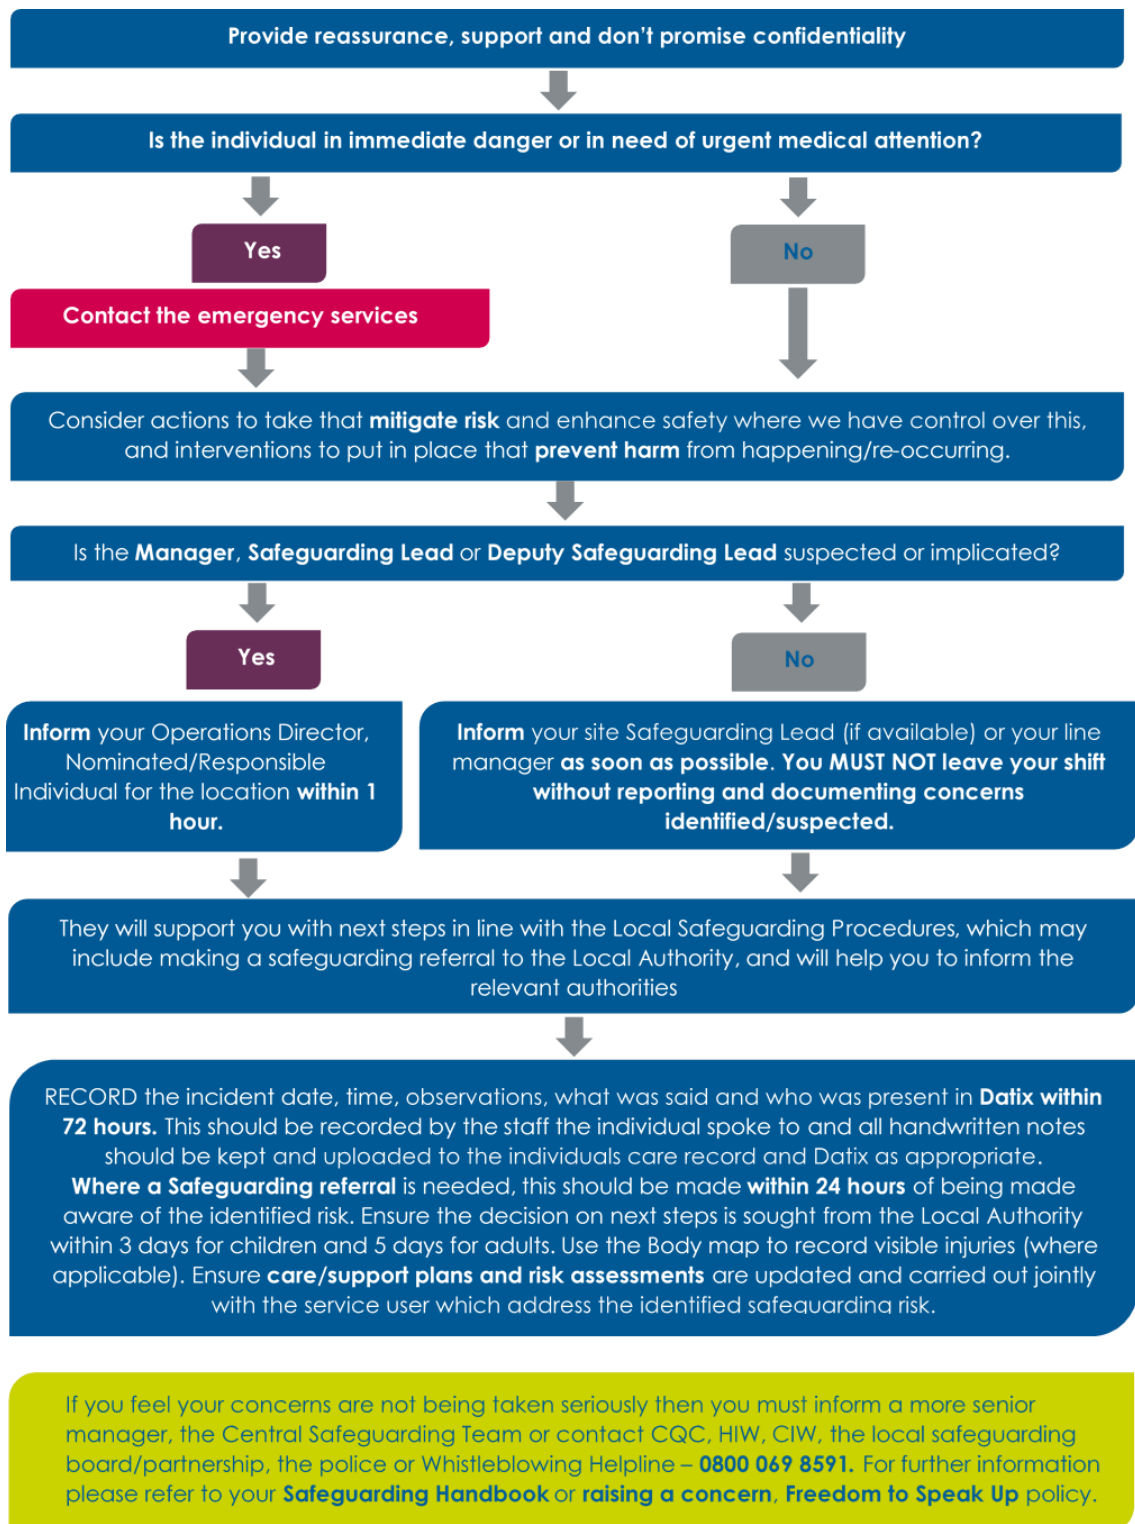 Provide reassurance, support and don't promise confidentiality
Is the individual in immediate danger or in need of urgent medical attention?
Yes
No
Contact the emergency services
Consider actions to take that mitigate risk and enhance safety where we have control over this,
and interventions to put in place that prevent harm from happening/re-occurring.
Is the Manager, Safeguarding Lead or Deputy Safeguarding Lead suspected or implicated?
Yes
No
Inform your Operations Director,
Nominated/Responsible
Individual for the location within 1
hour.
Inform your site Safeguarding Lead (if available) or your line
manager as soon as possible. You MUST NOT leave your shift
without reporting and documenting concerns
identified/suspected.
They will support you with next steps in line with the Local Safeguarding Procedures, which may
include making a safeguarding referral to the Local Authority, and will help you to inform the
relevant authorities
RECORD the incident date, time, observations, what was said and who was present in Datix within
72 hours. This should be recorded by the staff the individual spoke to and all handwritten notes
should be kept and uploaded to the individuals care record and Datix as appropriate.
Where a Safeguarding referral is needed, this should be made within 24 hours of being made
aware of the identified risk. Ensure the decision on next steps is sought from the Local Authority
within 3 days for children and 5 days for adults. Use the Body map to record visible injuries (where
applicable). Ensure care/support plans and risk assessments are updated and carried out jointly
with the service user which address the identified safeguarding risk.
If you feel your concerns are not being taken seriously then you must inform a more senior
manager, the Central Safeguarding Team or contact CQC, HIW, CIW, the local safeguarding
board/partnership, the police or Whistleblowing Helpline – 0800 069 8591. For further information
please refer to your Safeguarding Handbook or raising a concern, Freedom to Speak Up policy.